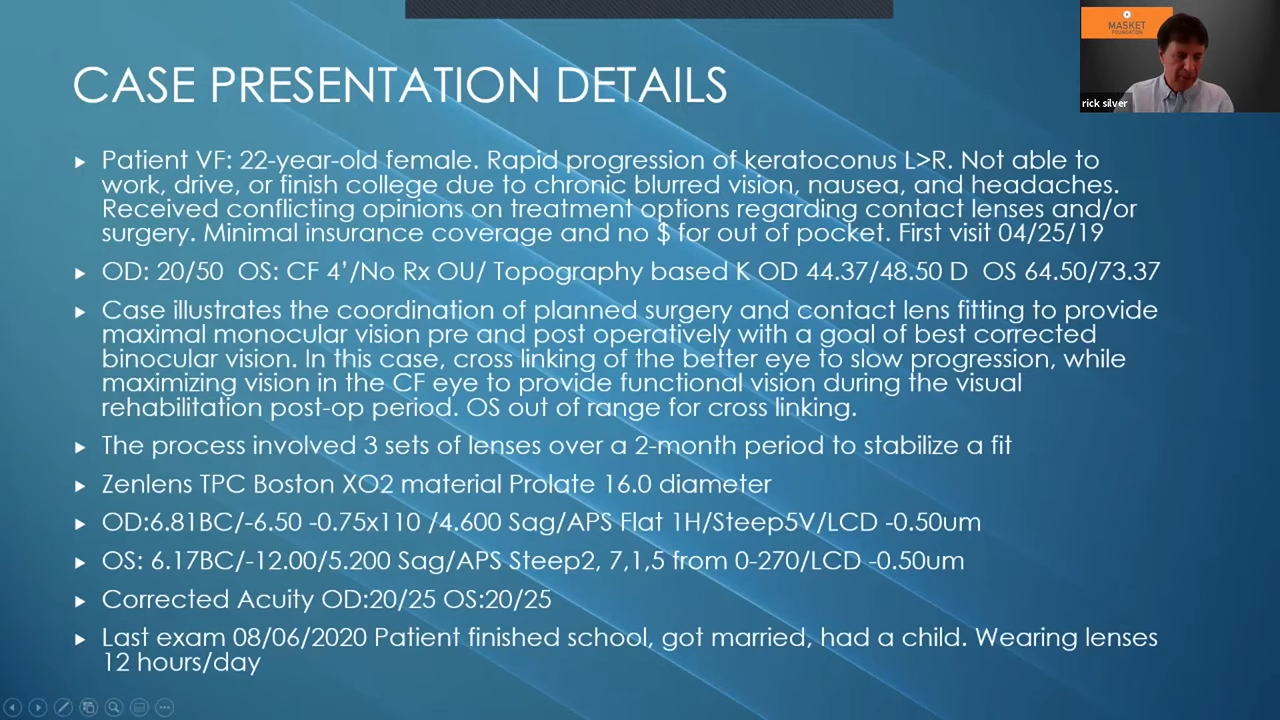 MASKET
FOUNDATION
rick silver
CASE PRESENTATION DETAILS
Patient VF: 22-year-old female. Rapid progression of keratoconus L>R. Not able to
work, drive, or finish college due to chronic blurred vision, nausea, and headaches.
Received conflicting opinions on treatment options regarding contact lenses and/or
surgery. Minimal insurance coverage and no $ for out of pocket. First visit 04/25/19
OD: 20/50 OS: CF 4’/No Rx OU/ Topography based K OD 44.37/48.50 D OS 64.50/73.37
Case illustrates the coordination of planned surgery and contact lens fitting to provide
maximal monocular vision pre and post operatively with a goal of best corrected
binocular vision. In this case, cross linking of the better eye to slow progression, while
maximizing vision in the CF eye to provide functional vision during the visual
rehabilitation post-op period. OS out of range for cross linking.
The process involved 3 sets of lenses over a 2-month period to stabilize a fit
Zenlens TPC Boston XO2 material Prolate 16.0 diameter
OD:6.81BC/-6.50 -0.75x110 /4.600 Sag/APS Flat 1H/Steep5V/LCD -0.50um
OS: 6.17BC/-12.00/5.200 Sag/APS Steep2, 7,1,5 from 0-270/LCD -0.50um
Corrected Acuity OD:20/25 OS:20/25
Last exam 08/06/2020 Patient finished school, got married, had a child. Wearing lenses
12 hours/day